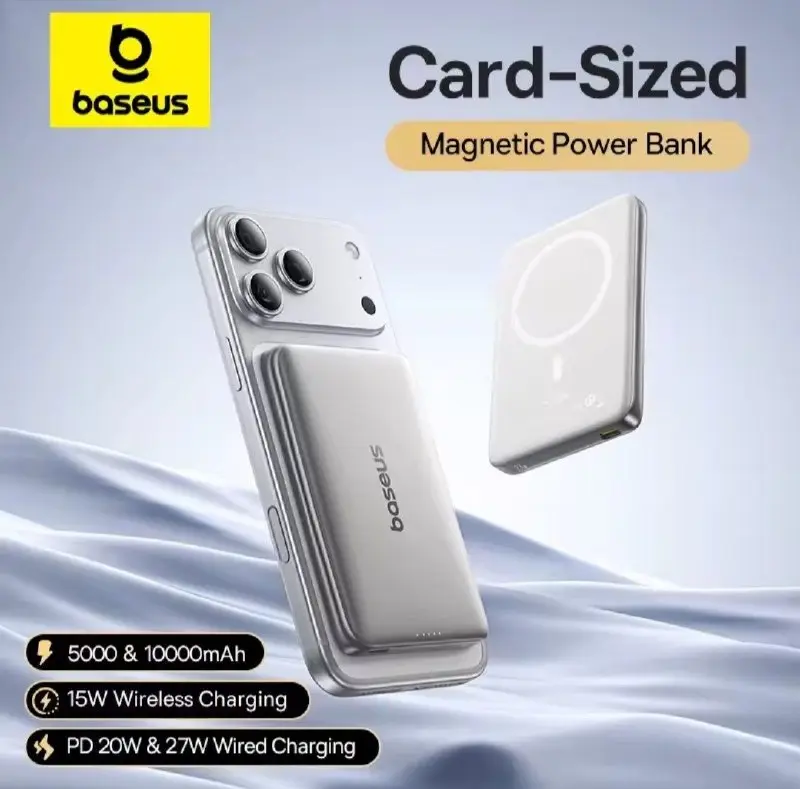 baseus
Card-Sized
Magnetic Power Bank
baseus
5000 & 10000mAh
15W Wireless Charging
PD 20W & 27W Wired Charging